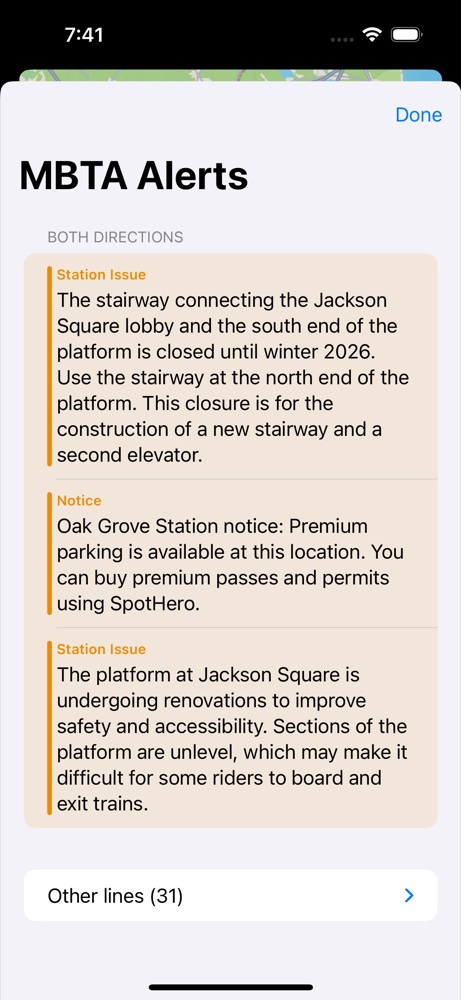 7:41
Done
MBTA Alerts
BOTH DIRECTIONS
Station Issue
The stairway connecting the Jackson
Square lobby and the south end of the
platform is closed until winter 2026.
Use the stairway at the north end of the
platform. This closure is for the
construction of a new stairway and a
second elevator.
Notice
Oak Grove Station notice: Premium
parking is available at this location. You
can buy premium passes and permits
using SpotHero.
Station Issue
The platform at Jackson Square is
undergoing renovations to improve
safety and accessibility. Sections of the
platform are unlevel, which may make it
difficult for some riders to board and
exit trains.
Other lines (31)